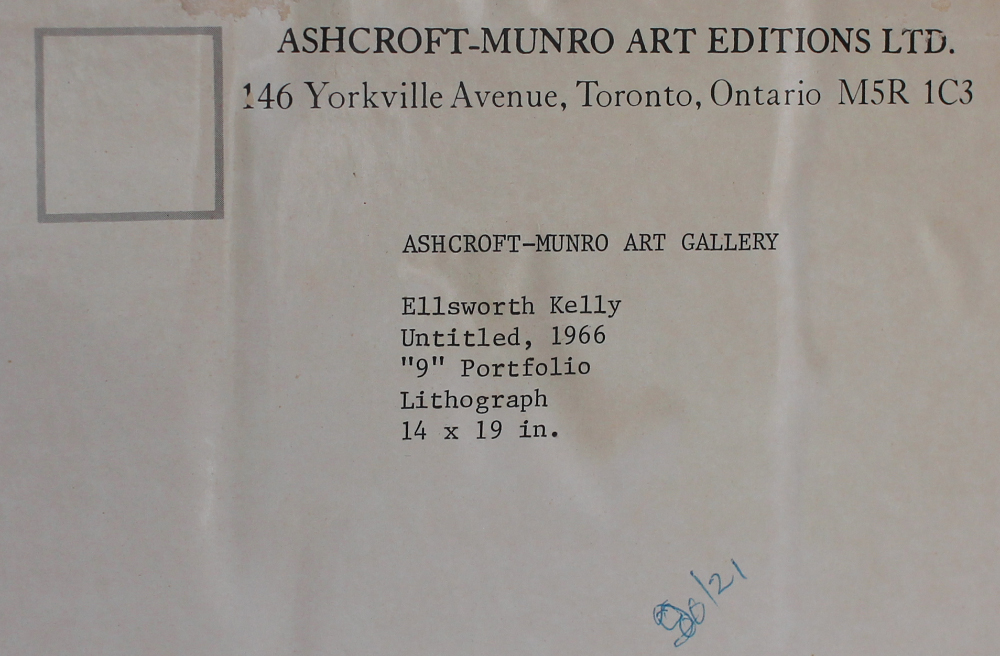 ASHCROFT-MUNRO ART EDITIONS LTD.
146 Yorkville Avenue, Toronto, Ontario M5R 1C3
ASHCROFT-MUNRO ART GALLERY
Ellsworth Kelly
Untitled, 1966
"9" Portfolio
Lithograph
14 x 19 in.